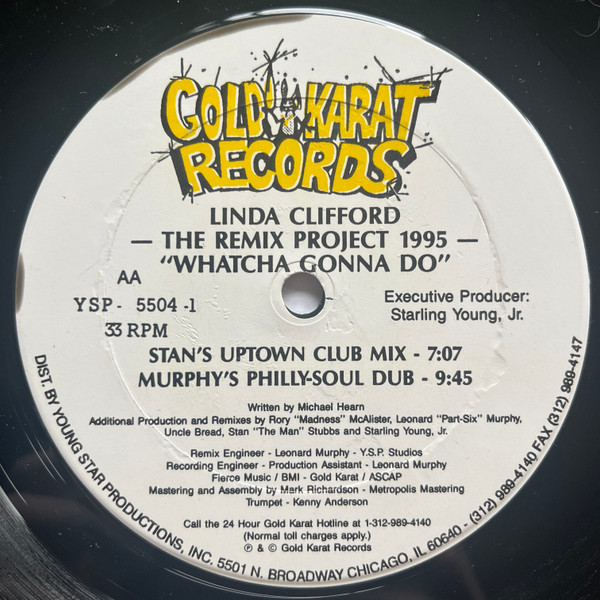 GOLD KARAT
RECORDS
LINDA CLIFFORD
— THE REMIX PROJECT 1995 —
"WHATCHA GONNA DO"
AA
YSP- 5504 -1
33 RPM
Executive Producer:
Starling Young, Jr.
STAN'S UPTOWN CLUB MIX - 7:07
MURPHY'S PHILLY-SOUL DUB - 9:45
Written by Michael Hearn
Additional Production and Remixes by Rory "Madness" McAlister, Leonard "Part-Six" Murphy,
Uncle Bread, Stan "The Man" Stubbs and Starling Young, Jr.
Remix Engineer - Leonard Murphy - Y.S.P. Studios
Recording Engineer - Production Assistant - Leonard Murphy
Fierce Music / BMI - Gold Karat / ASCAP
Mastering and Assembly by Mark Richardson - Metropolis Mastering
Trumpet - Kenny Anderson
Call the 24 Hour Gold Karat Hotline at 1-312-989-4140
(Normal toll charges apply.)
℗ & © Gold Karat Records
DIST. BY YOUNG STAR PRODUCTIONS, INC. 5501 N. BROADWAY CHICAGO, IL 60640 - (312) 989-4140 FAX (312) 989-4147